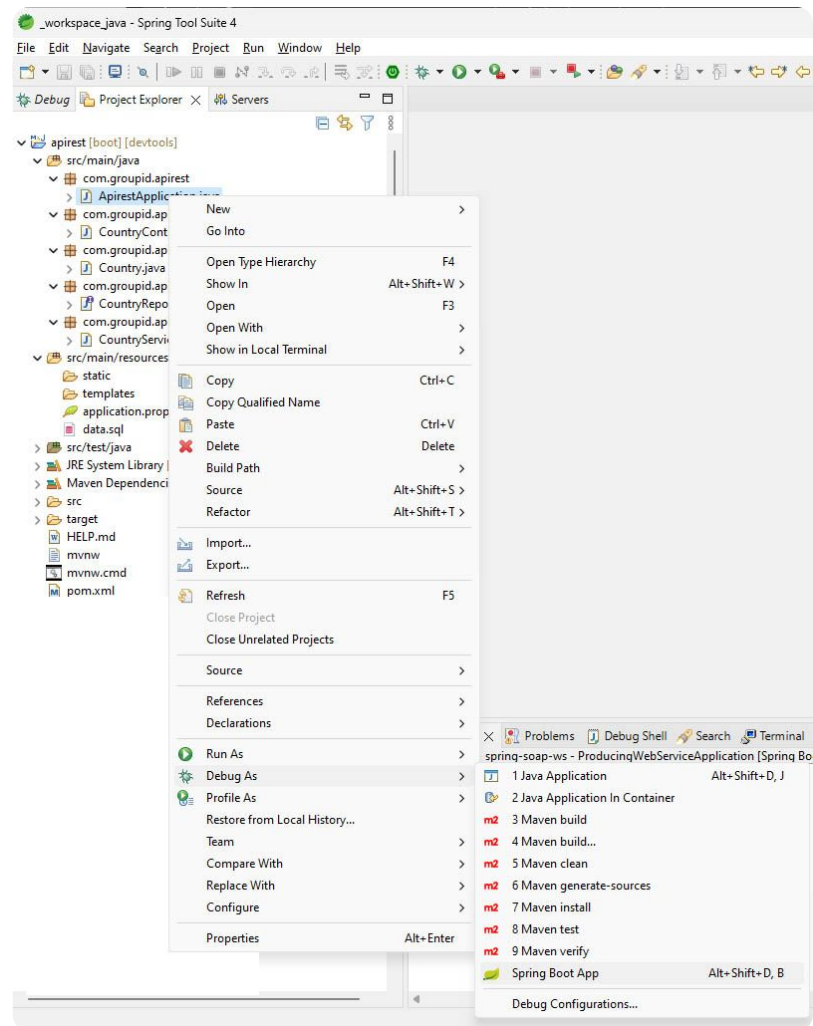 _workspace_java - Spring Tool Suite 4
File Edit Navigate Search Project Run Window Help
Debug Project Explorer Servers
apirest [boot] [devtools]
src/main/java
com.groupid.apirest
ApirestApplication.java
com.groupid.ap
CountryCont
com.groupid.ap
Country.java
com.groupid.ap
CountryRepo
com.groupid.ap
CountryServi
src/main/resources
static
templates
application.prop
data.sql
src/test/java
JRE System Library [
Maven Dependenci
src
target
HELP.md
mvnw
mvnw.cmd
pom.xml
New
Go Into
Open Type Hierarchy F4
Show In Alt+Shift+W >
Open F3
Open With
Show in Local Terminal
Copy Ctrl+C
Copy Qualified Name
Paste Ctrl+V
Delete Delete
Build Path
Source Alt+Shift+S >
Refactor Alt+Shift+T >
Import...
Export...
Refresh F5
Close Project
Close Unrelated Projects
Source
References
Declarations
Run As
Debug As
Profile As
Restore from Local History...
Team
Compare With
Replace With
Configure
Properties Alt+Enter
Problems Debug Shell Search Terminal
spring-soap-ws - ProducingWebServiceApplication [Spring Bo
1 Java Application Alt+Shift+D, J
2 Java Application In Container
m2 3 Maven build
m2 4 Maven build...
m2 5 Maven clean
m2 6 Maven generate-sources
m2 7 Maven install
m2 8 Maven test
m2 9 Maven verify
Spring Boot App Alt+Shift+D, B
Debug Configurations...